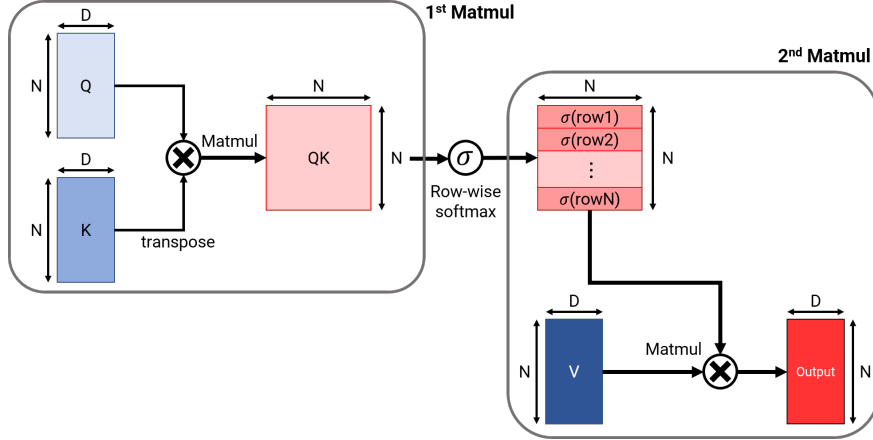 1st Matmul
D
N
Q
Matmul
N
QK
N
D
N
K
transpose
σ
Row-wise
softmax
2nd Matmul
N
σ(row1)
σ(row2)
⋮
σ(rowN)
N
D
N
V
Matmul
D
Output
N